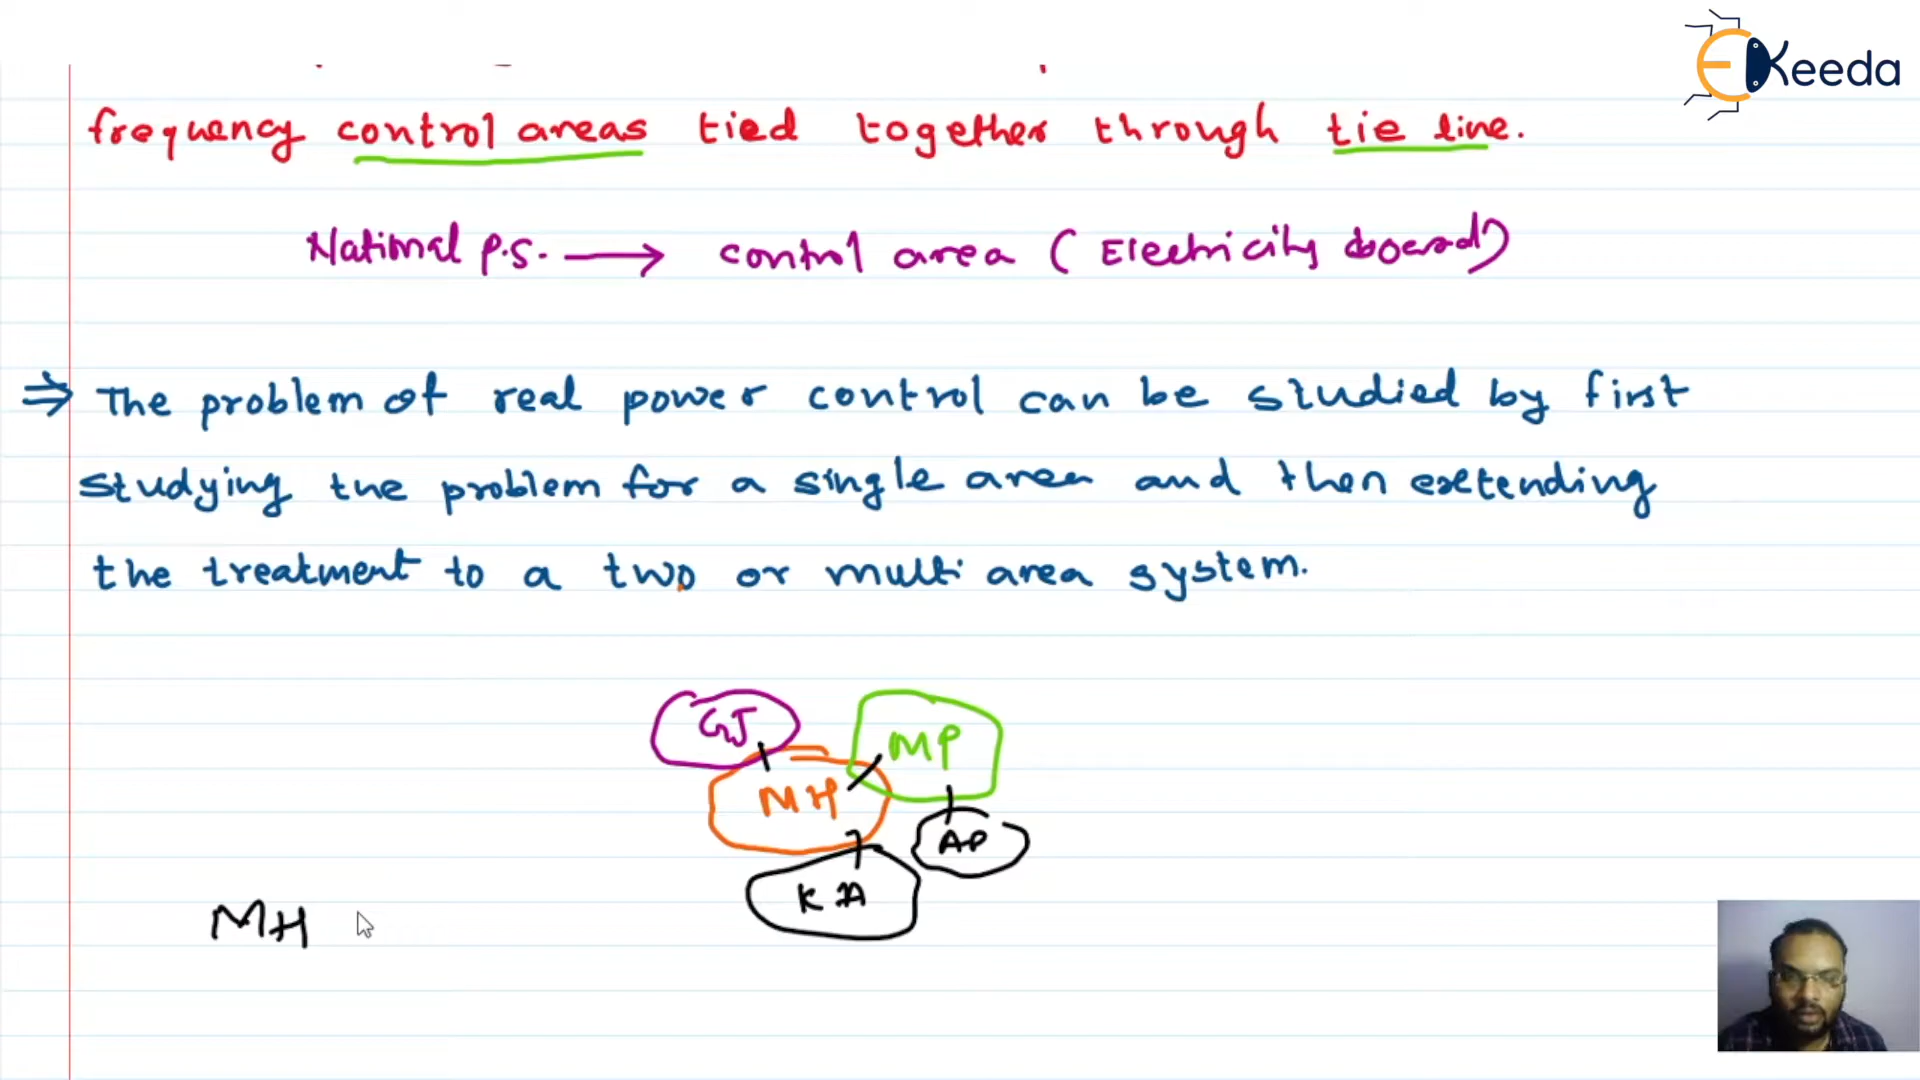 EKeeda
frequency control areas tied together through tie line.
National p.s. → control area (Electricity board)
⇒ The problem of real power control can be studied by first
studying the problem for a single area and then extending
the treatment to a two or multi area system.
GJ
MP
MH
AP
KA
MH